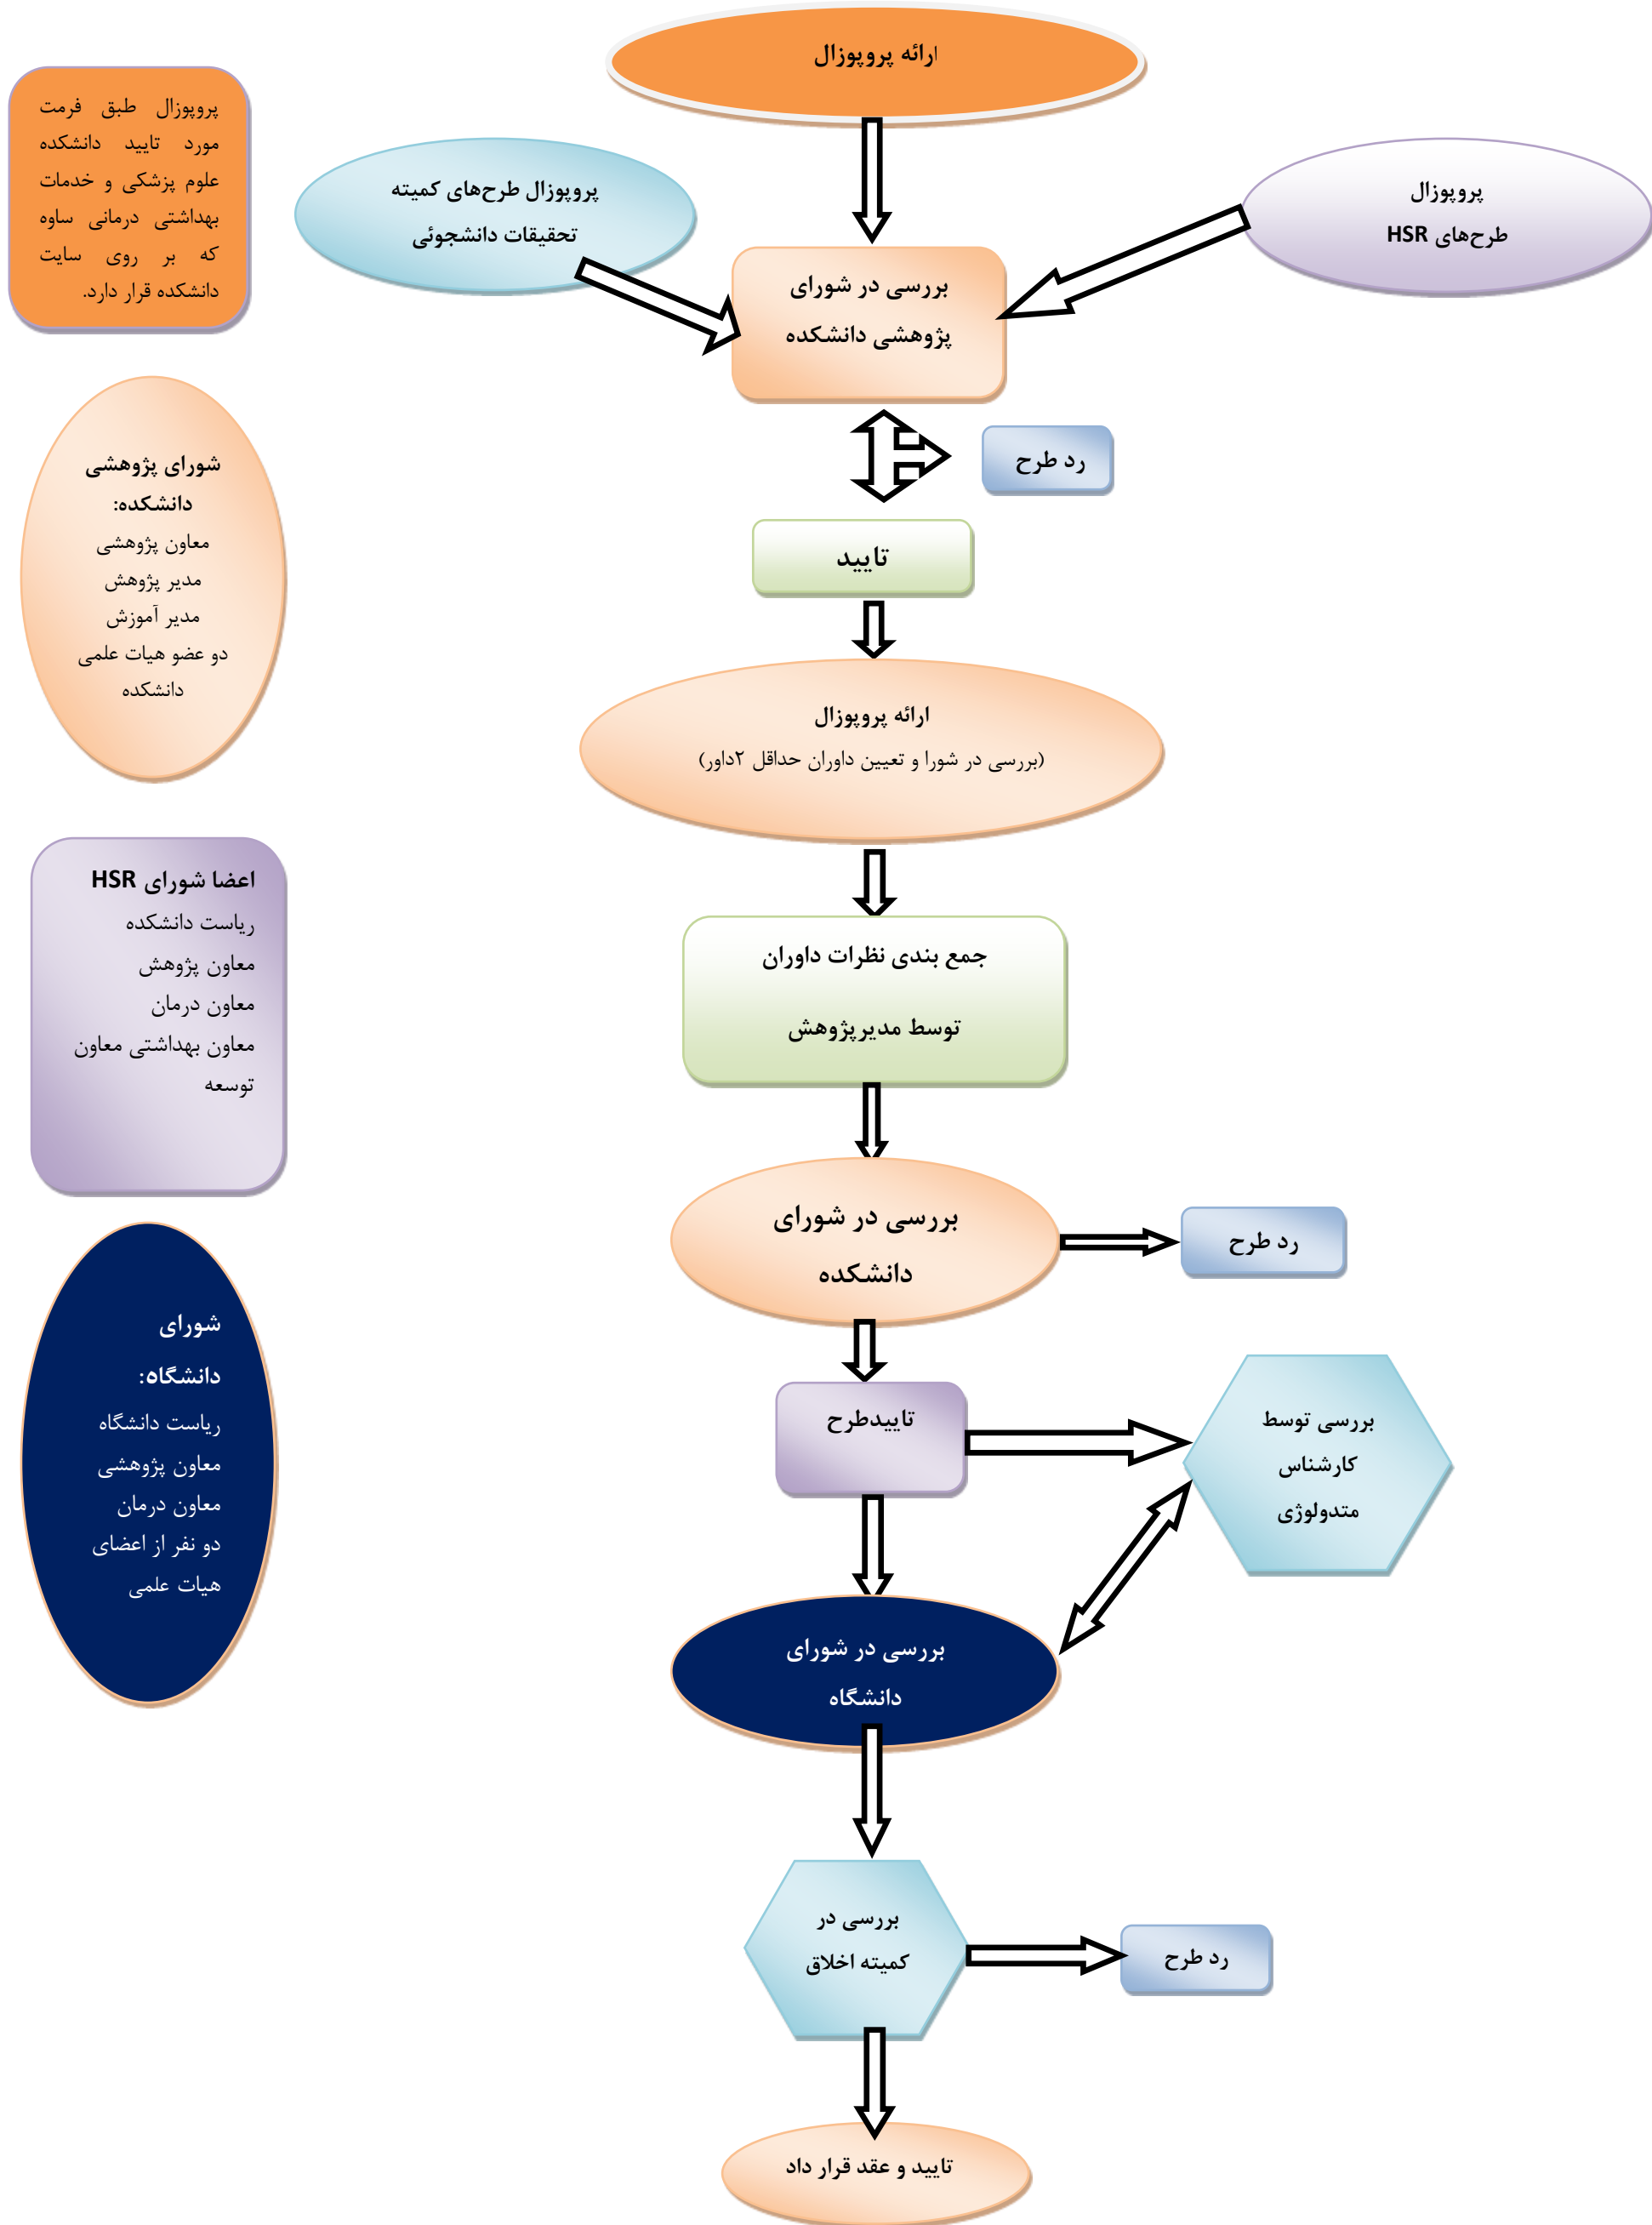 ارائه پروپوزال
پروپوزال طبق فرمت
مورد تایید دانشکده
علوم پزشکی و خدمات
بهداشتی درمانی ساوه
که بر روی سایت
دانشکده قرار دارد.
پروپوزال طرح‌های کمیته
تحقیقات دانشجوئی
پروپوزال
طرح‌های HSR
بررسی در شورای
پژوهشی دانشکده
رد طرح
شورای پژوهشی
دانشکده:
معاون پژوهشی
مدیر پژوهش
مدیر آموزش
دو عضو هیات علمی
دانشکده
تایید
ارائه پروپوزال
(بررسی در شورا و تعیین داوران حداقل ۲داور)
اعضا شورای HSR
ریاست دانشکده
معاون پژوهش
معاون درمان
معاون بهداشتی معاون
توسعه
جمع بندی نظرات داوران
توسط مدیرپژوهش
بررسی در شورای
دانشکده
رد طرح
شورای
دانشگاه:
ریاست دانشگاه
معاون پژوهشی
معاون درمان
دو نفر از اعضای
هیات علمی
تاییدطرح
بررسی توسط
کارشناس
متدولوژی
بررسی در شورای
دانشگاه
بررسی در
کمیته اخلاق
رد طرح
تایید و عقد قرار داد